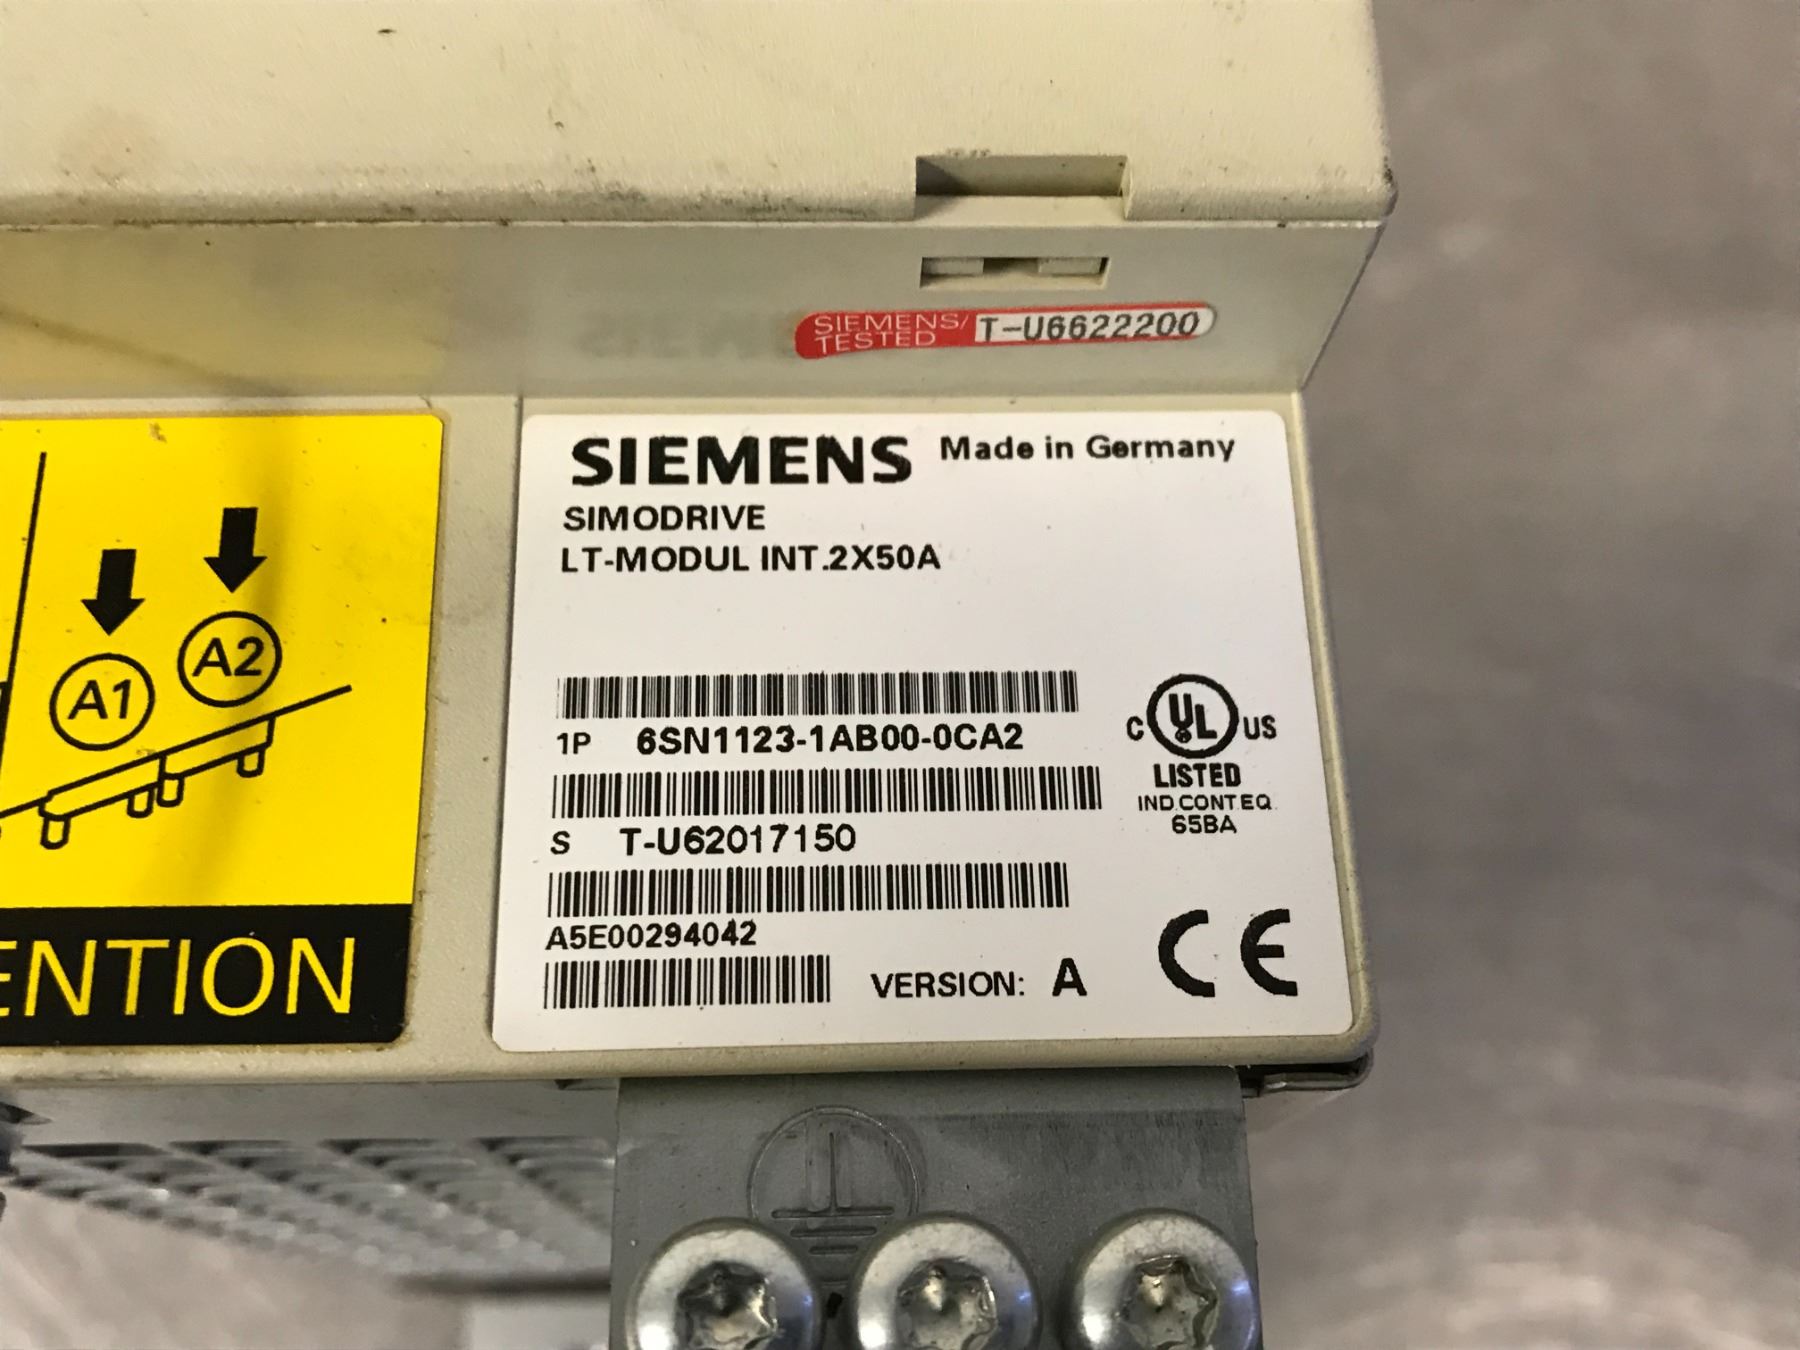 SIEMENS/
TESTED T-U6622200
SIEMENS Made in Germany
SIMODRIVE
LT-MODUL INT.2X50A
A1 A2
1P 6SN1123-1AB00-0CA2
C UL US
LISTED
IND.CONT.EQ.
65BA
S T-U62017150
A5E00294042
VERSION: A CE
ENTION